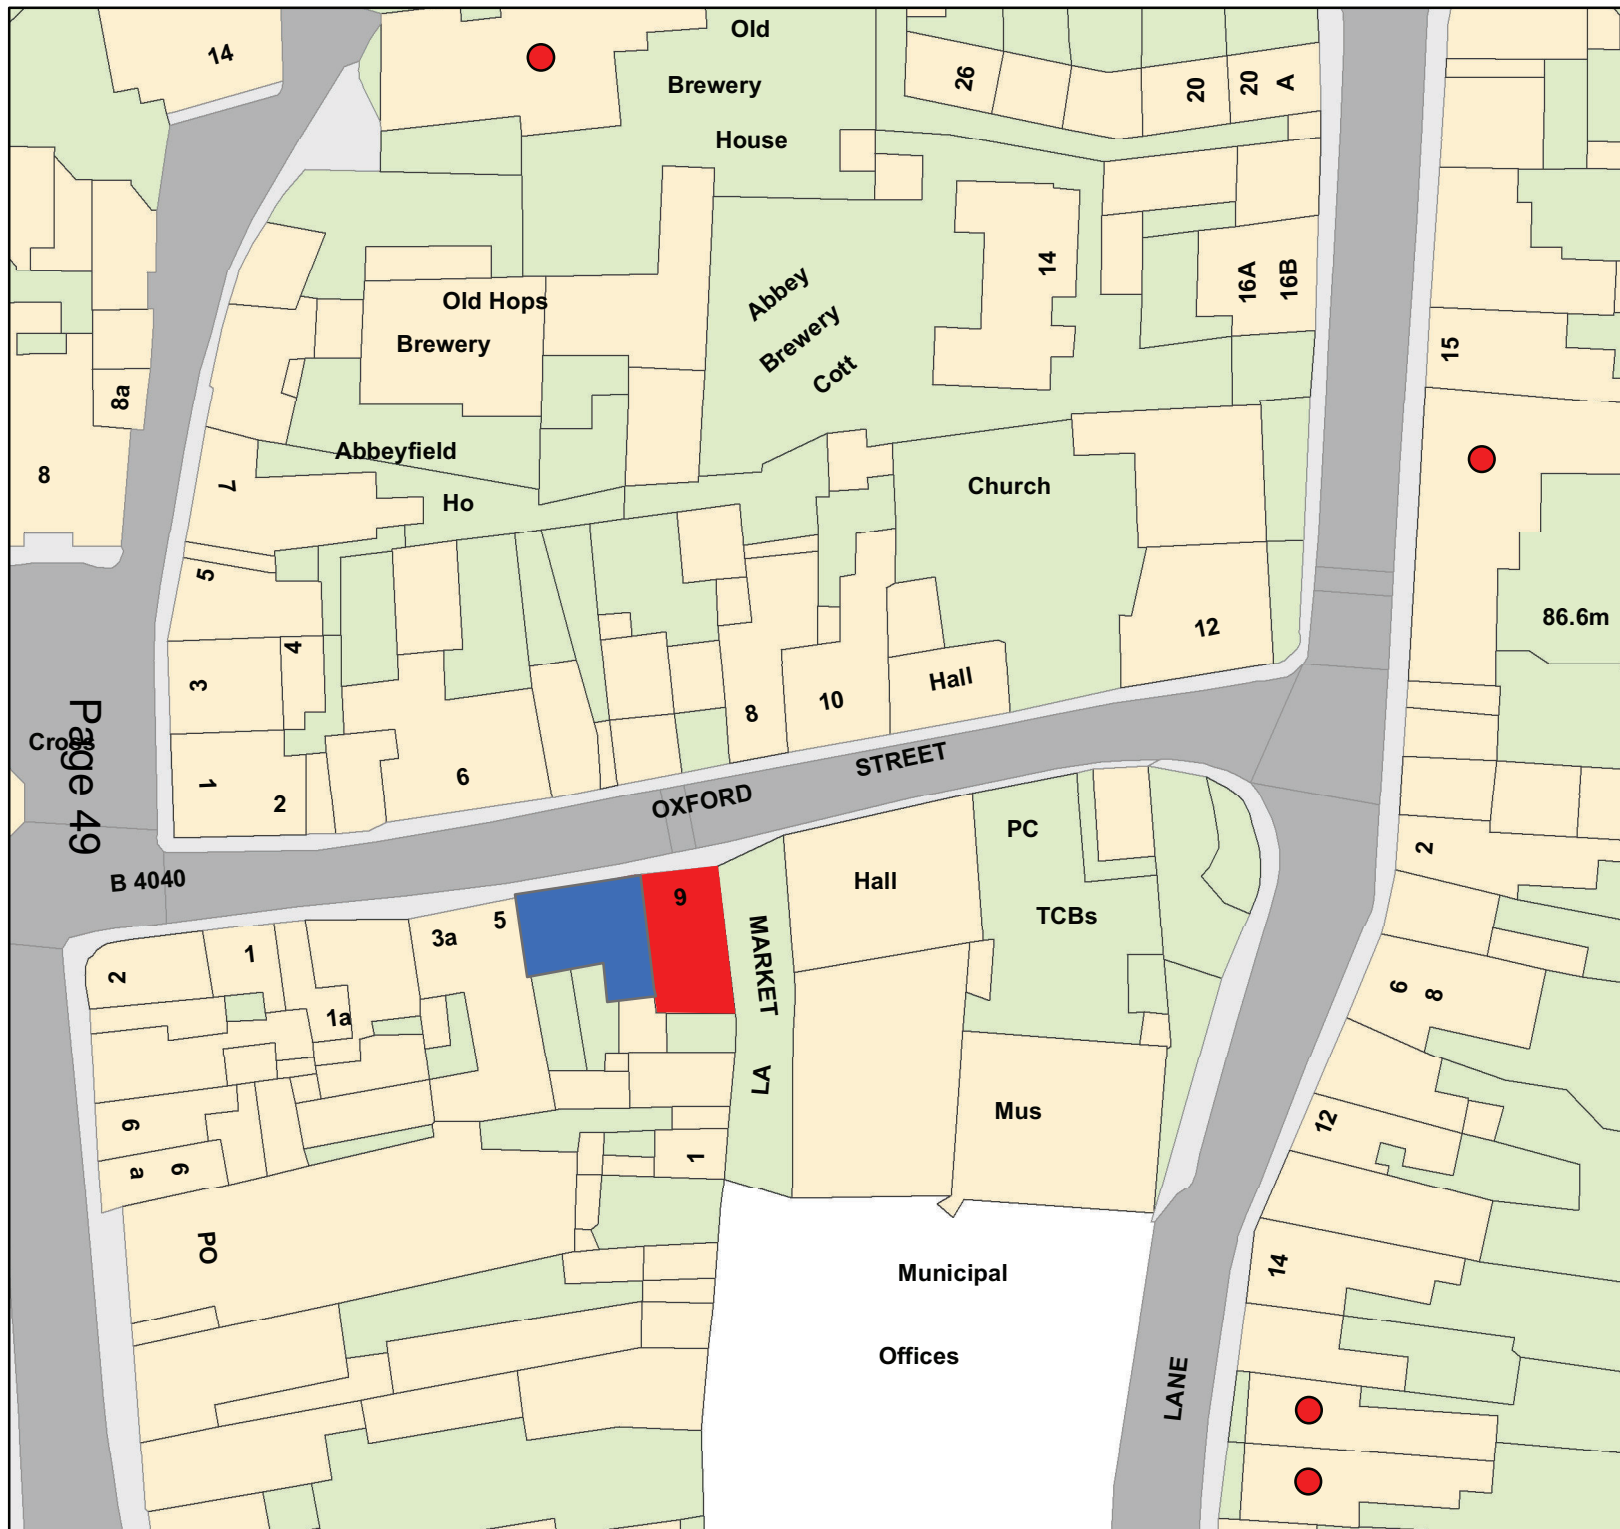 14
Old
Brewery
House
26
20
20
A
14
16A
16B
15
Old Hops
Brewery
Abbey
Brewery
Cott
8a
8
Abbeyfield
Ho
7
5
4
3
1
2
6
8
10
Hall
Church
12
86.6m
Cross
Page 49
B 4040
OXFORD
STREET
2
1
1a
3a
5
9
MARKET
LA
Hall
PC
TCBs
Mus
2
6
8
12
14
6
6
a
PO
1
Municipal
Offices
LANE